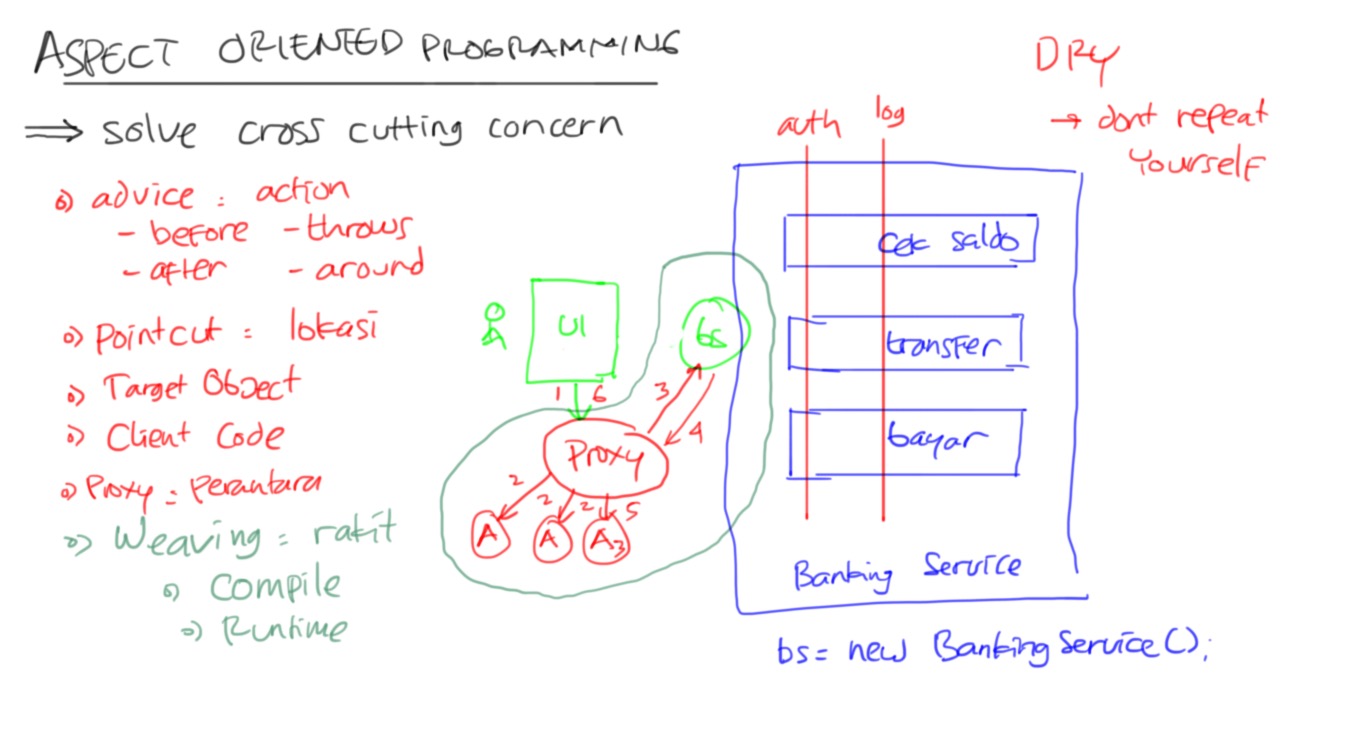 ASPECT ORIENTED PROGRAMMING
⇒ solve cross cutting concern
o) advice : action
- before - throws
- after - around
o) Pointcut = lokasi
o) Target Object
o) Client Code
o) Proxy = perantara
o) Weaving = rakit
o) Compile
o) Runtime
UI
bs
1 6
3
4
Proxy
2 2 2 5
A A A3
DRY
→ dont repeat
Yourself
auth log
Cek saldo
transfer
bayar
Banking Service
bs = new BankingService();